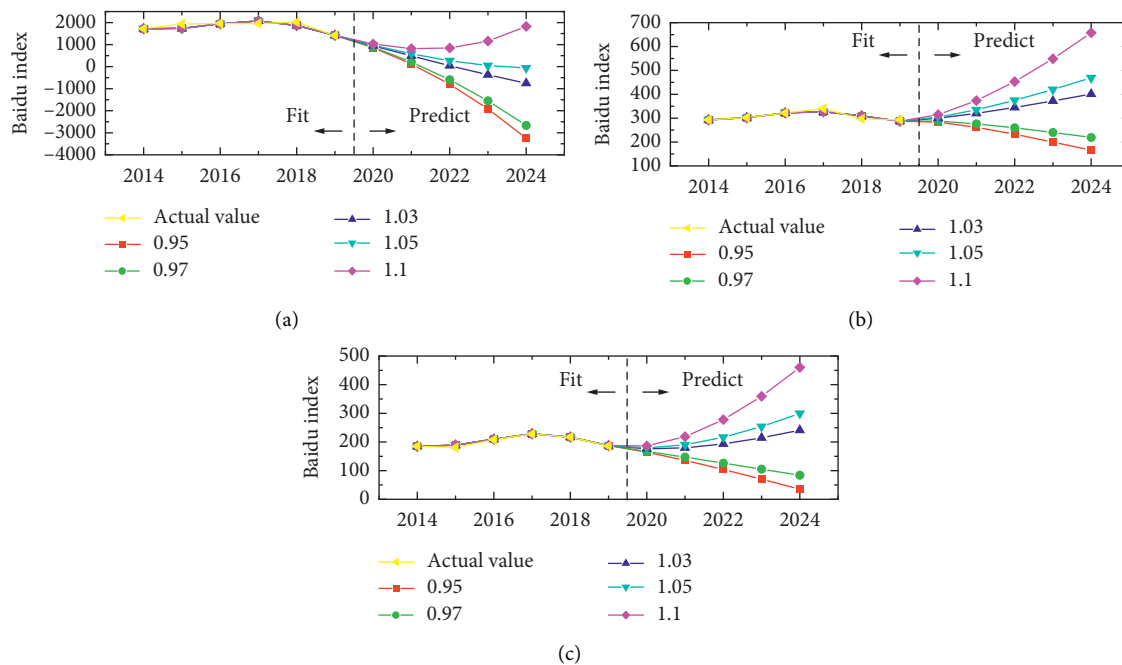 2000
1000
0
−1000
−2000
−3000
−4000
Baidu index
Fit
Predict
2014 2016 2018 2020 2022 2024
Actual value
0.95
0.97
1.03
1.05
1.1
(a)
700
600
500
400
300
200
100
Baidu index
Fit
Predict
2014 2016 2018 2020 2022 2024
Actual value
0.95
0.97
1.03
1.05
1.1
(b)
500
400
300
200
100
0
Baidu index
Fit
Predict
2014 2016 2018 2020 2022 2024
Actual value
0.95
0.97
1.03
1.05
1.1
(c)